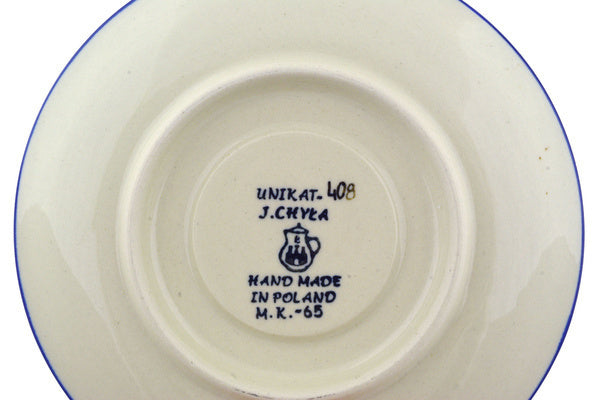 UNIKAT-408
J.CHYŁA
HAND MADE
IN POLAND
M.K.-65